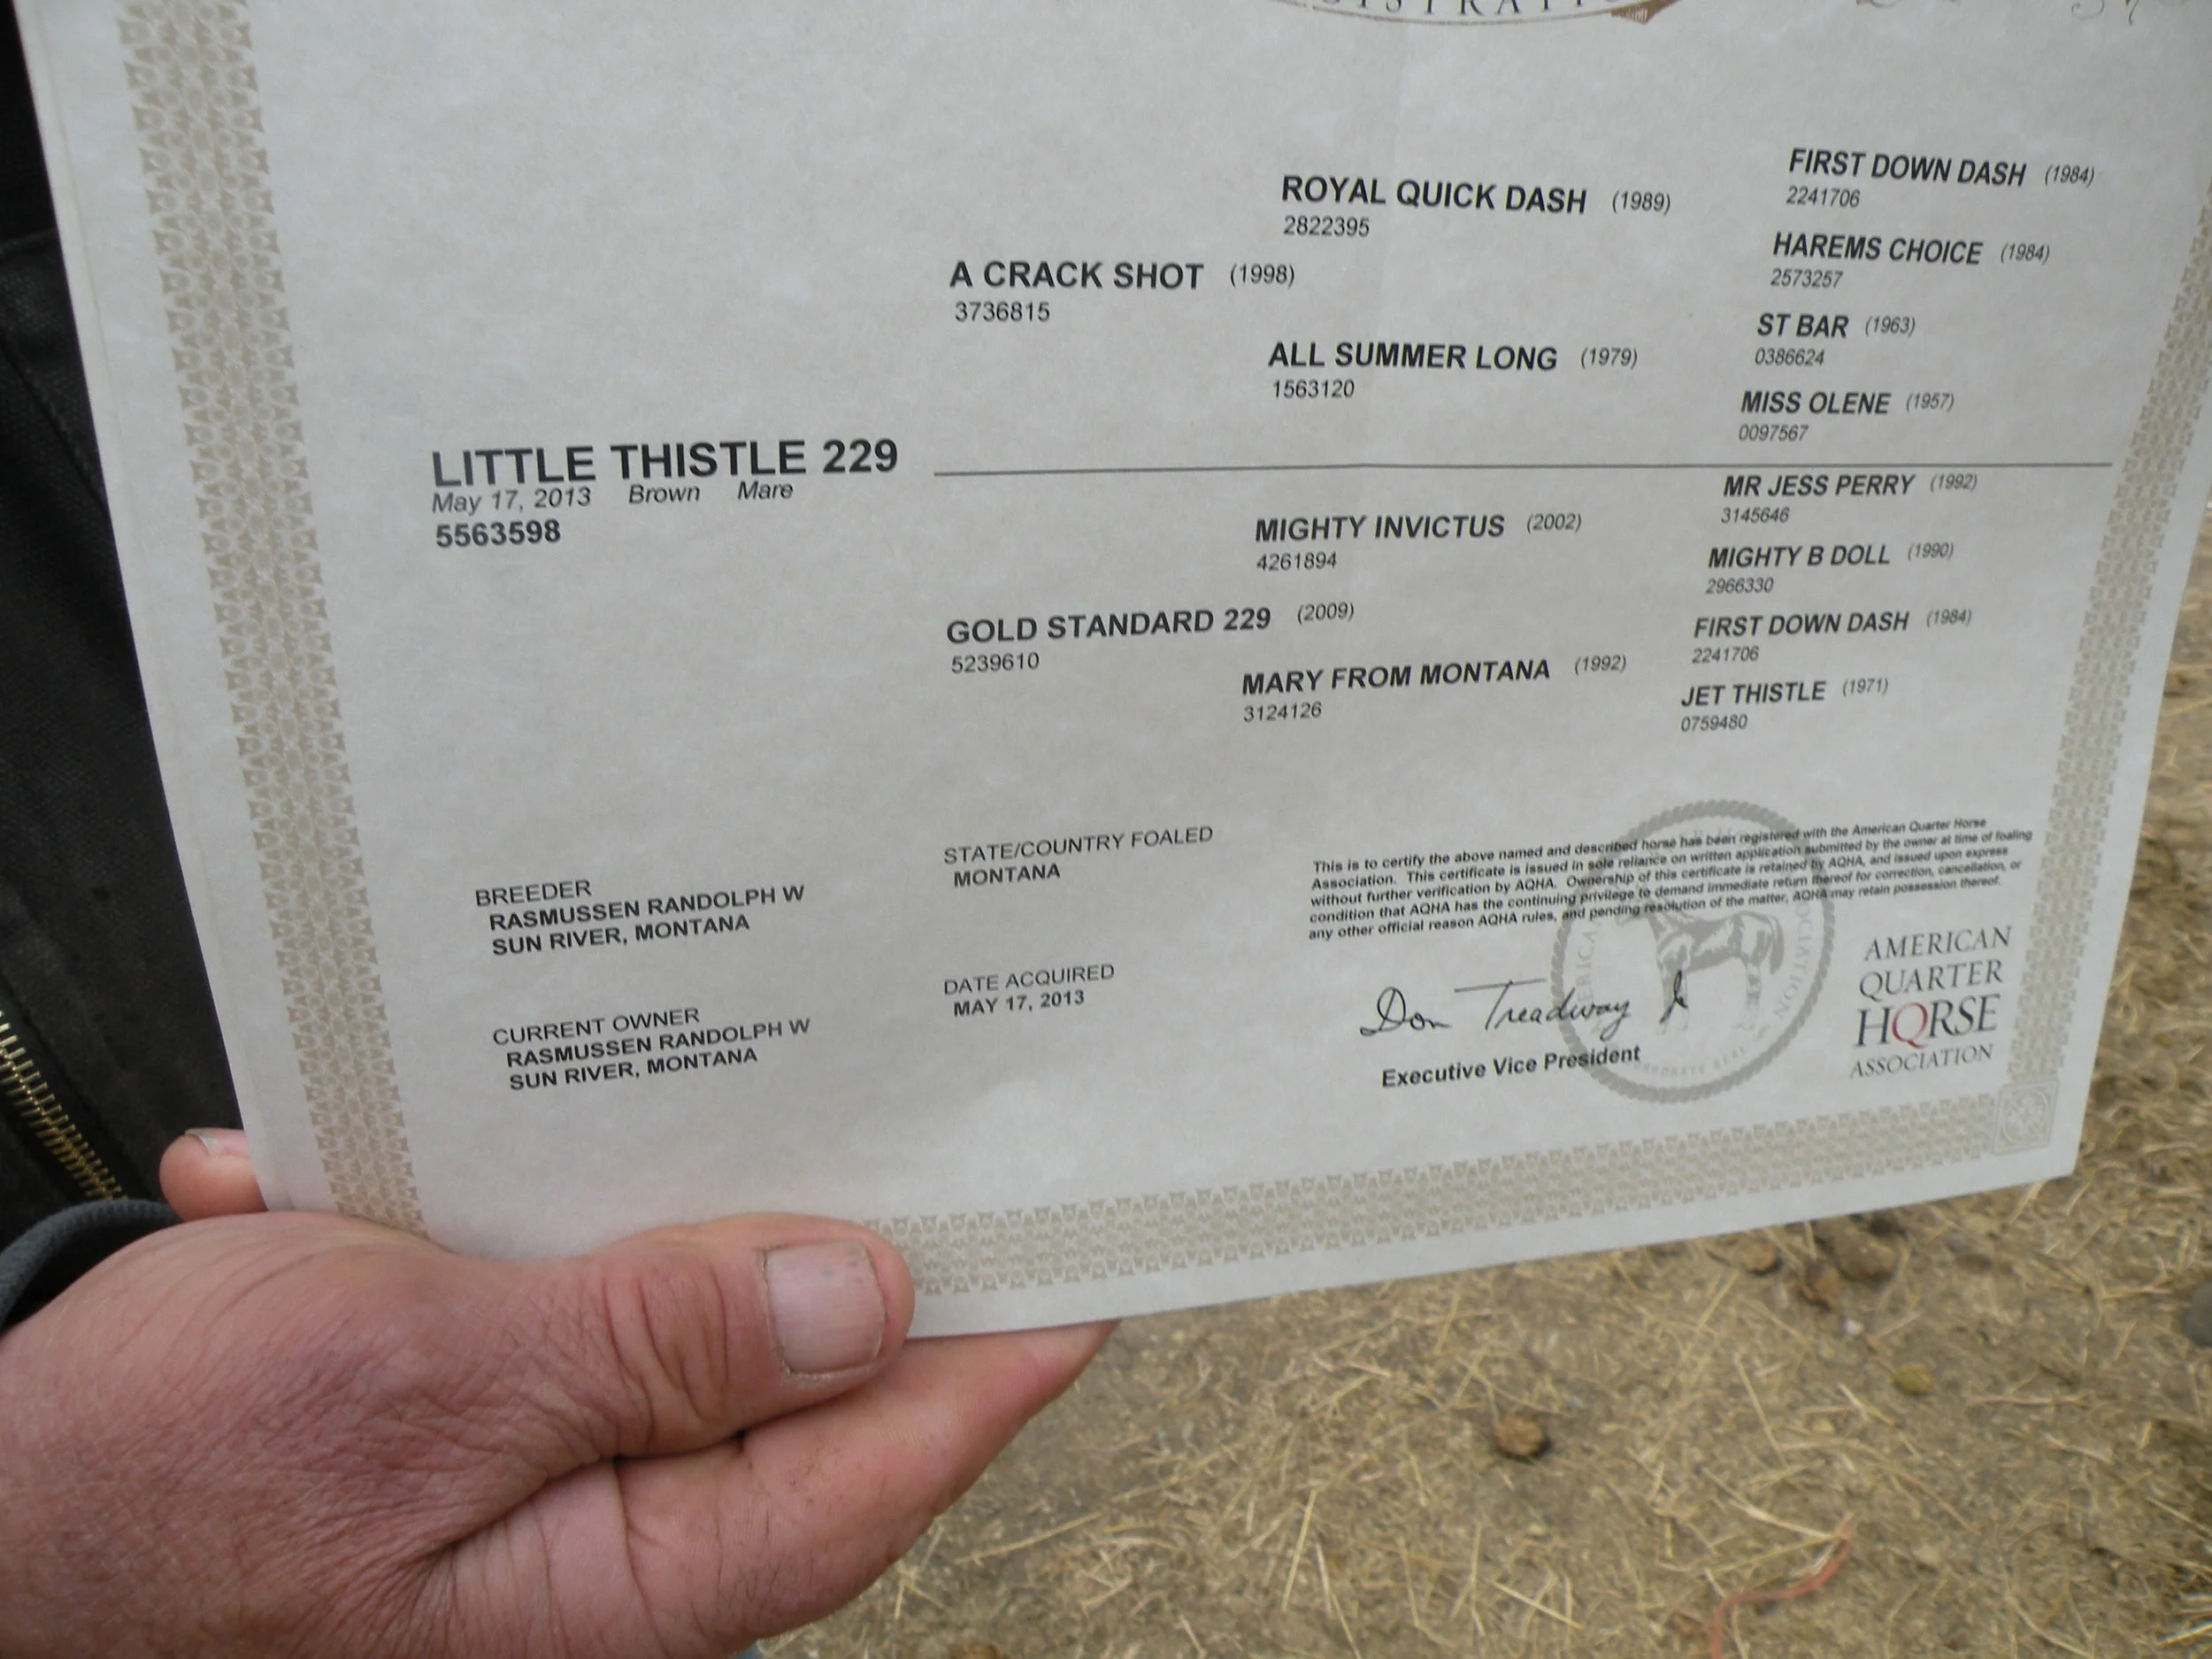 ROYAL QUICK DASH (1989)
2822395
FIRST DOWN DASH (1984)
2241706
HAREMS CHOICE (1984)
2573257
A CRACK SHOT (1998)
3736815
ALL SUMMER LONG (1979)
1563120
ST BAR (1963)
0386624
MISS OLENE (1957)
0097567
LITTLE THISTLE 229
May 17, 2013 Brown Mare
5563598
MIGHTY INVICTUS (2002)
4261894
MR JESS PERRY (1992)
3145646
MIGHTY B DOLL (1990)
2966330
GOLD STANDARD 229 (2009)
5239610
MARY FROM MONTANA (1992)
3124126
FIRST DOWN DASH (1984)
2241706
JET THISTLE (1971)
0759480
BREEDER
RASMUSSEN RANDOLPH W
SUN RIVER, MONTANA
STATE/COUNTRY FOALED
MONTANA
CURRENT OWNER
RASMUSSEN RANDOLPH W
SUN RIVER, MONTANA
DATE ACQUIRED
MAY 17, 2013
This is to certify the above named and described horse has been registered with the American Quarter Horse
Association. This certificate is issued in sole reliance on written application submitted by the owner at time of foaling
without further verification by AQHA. Ownership of this certificate is retained by AQHA, and issued upon express
condition that AQHA has the continuing privilege to demand immediate return thereof for correction, cancellation, or
any other official reason AQHA rules, and pending resolution of the matter, AQHA may retain possession thereof.
Don Treadway Jr
Executive Vice President
AMERICAN
QUARTER
HORSE
ASSOCIATION